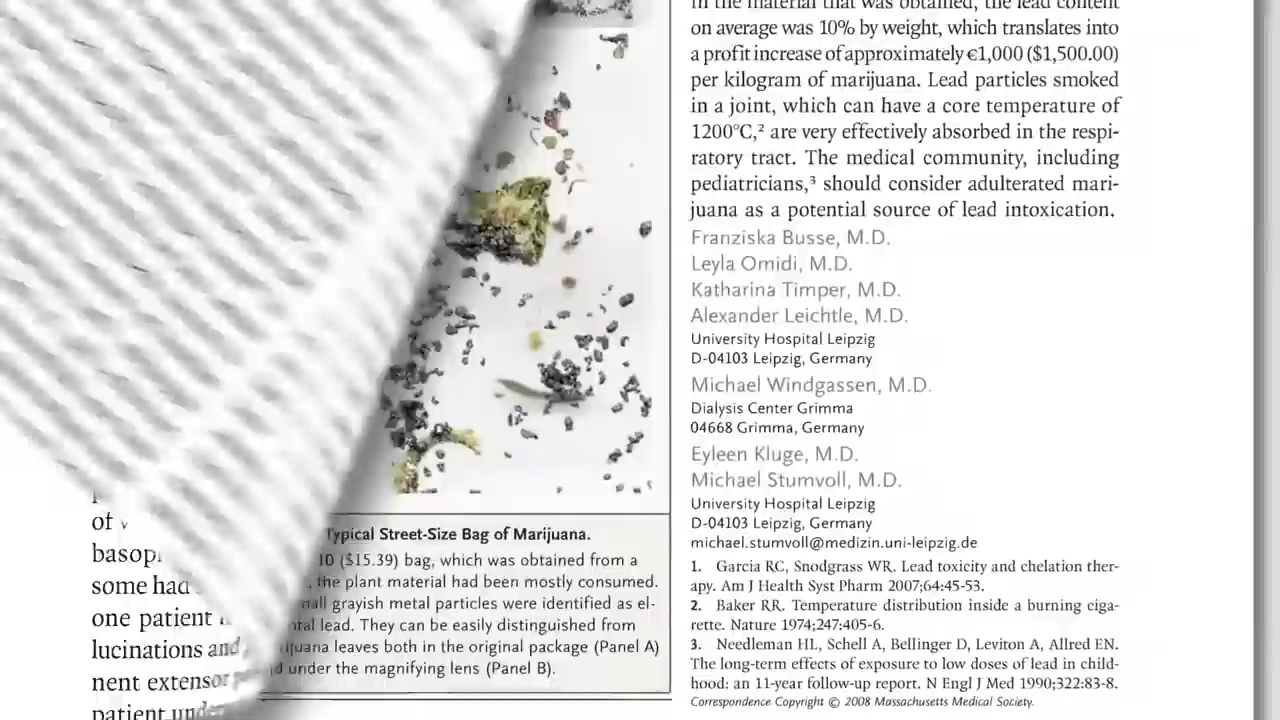 of
some had
one patient
lucinations and
nent
patient
Typical Street-Size Bag of Marijuana.
($15.39) bag, which was obtained from a
the plant material had been mostly consumed.
grayish metal particles were identified as el-
lead. They can be easily distinguished from
leaves both in the original package (Panel A)
under the magnifying lens (Panel B).
in the material that was obtained, the lead content
on average was 10% by weight, which translates into
a profit increase of approximately €1,000 ($1,500.00)
per kilogram of marijuana. Lead particles smoked
in a joint, which can have a core temperature of
1200°C,² are very effectively absorbed in the respi-
ratory tract. The medical community, including
pediatricians,³ should consider adulterated mari-
juana as a potential source of lead intoxication.
Franziska Busse, M.D.
Leyla Omidi, M.D.
Katharina Timper, M.D.
Alexander Leichtle, M.D.
University Hospital Leipzig
D-04103 Leipzig, Germany
Michael Windgassen, M.D.
Dialysis Center Grimma
04668 Grimma, Germany
Eyleen Kluge, M.D.
Michael Stumvoll, M.D.
University Hospital Leipzig
D-04103 Leipzig, Germany
michael.stumvoll@medizin.uni-leipzig.de
1. Garcia RC, Snodgrass WR. Lead toxicity and chelation ther-
apy. Am J Health Syst Pharm 2007;64:45-53.
2. Baker RR. Temperature distribution inside a burning ciga-
rette. Nature 1974;247:405-6.
3. Needleman HL, Schell A, Bellinger D, Leviton A, Allred EN.
The long-term effects of exposure to low doses of lead in child-
hood: an 11-year follow-up report. N Engl J Med 1990;322:83-8.
Correspondence Copyright © 2008 Massachusetts Medical Society.